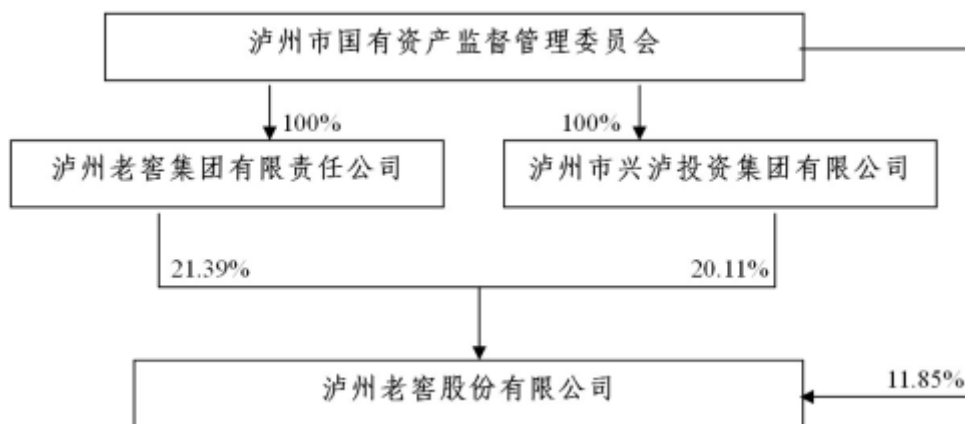 泸州市国有资产监督管理委员会
100%
100%
泸州老窖集团有限责任公司
泸州市兴泸投资集团有限公司
21.39%
20.11%
泸州老窖股份有限公司
11.85%